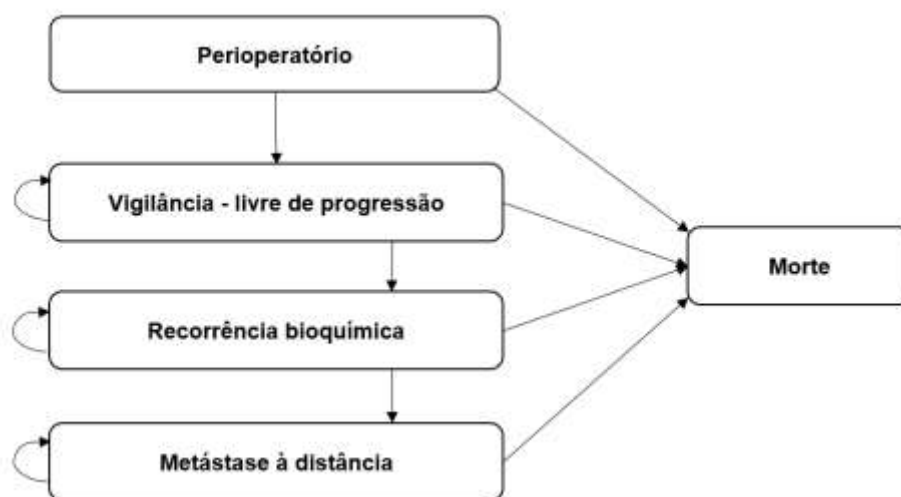 Perioperatório
Vigilância - livre de progressão
Morte
Recorrência bioquímica
Metástase à distância